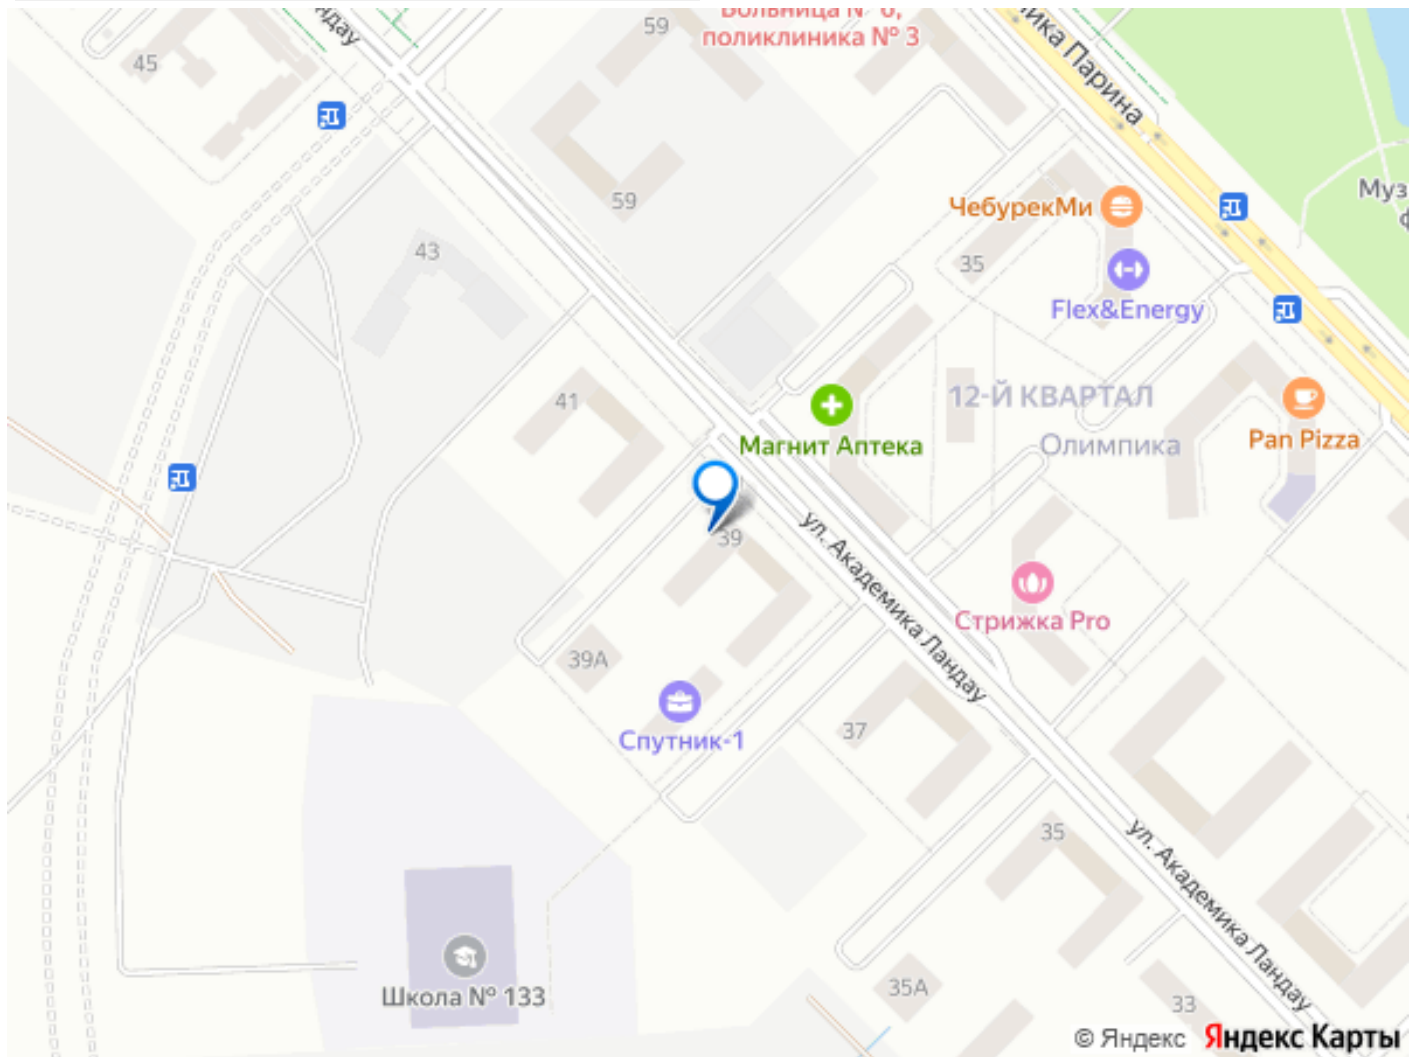 59
поликлиника № 3
45
59
43
ЧебурекМи
35
Flex&Energy
41
12-Й КВАРТАЛ
Олимпика
Магнит Аптека
Pan Pizza
39
ул. Академика Ландау
Стрижка Pro
39А
37
Спутник-1
35
ул. Академика Ландау
Школа № 133
35А
33
© Яндекс Яндекс Карты